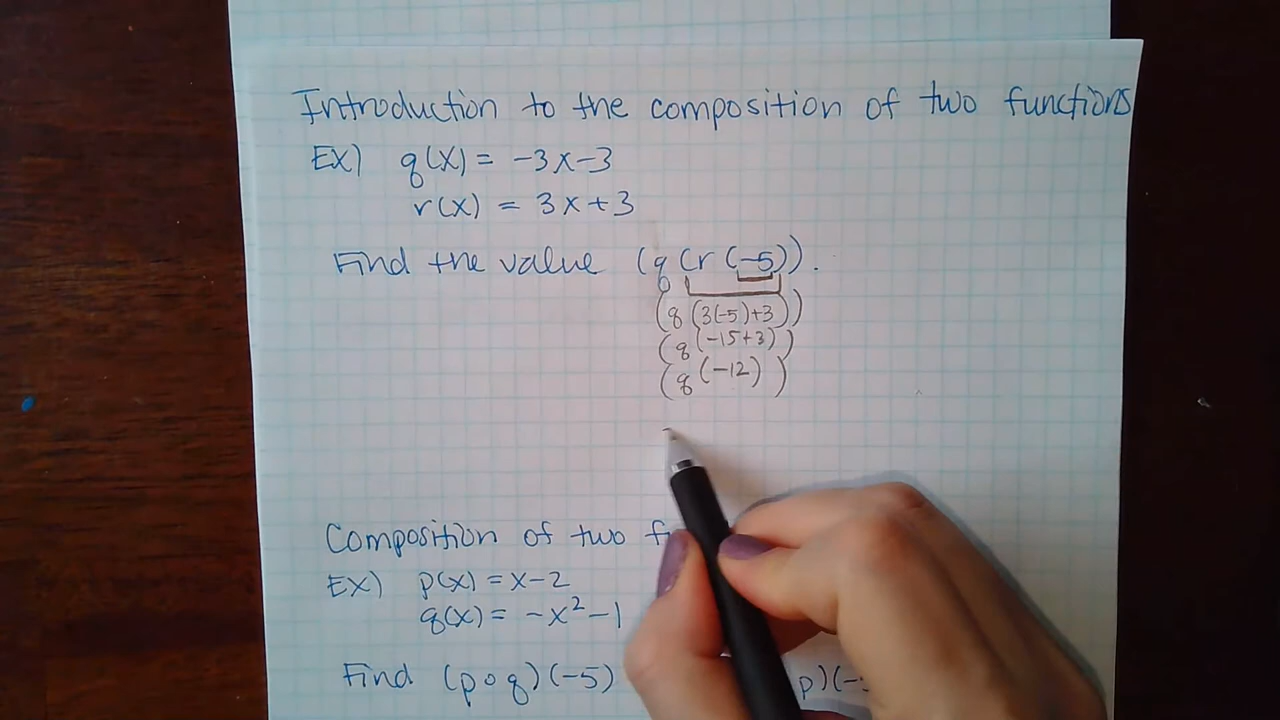 Introduction to the composition of two functions
EX) q(x) = -3x-3
r(x) = 3x+3
Find the value (q(r(-5)).
(q(3(-5)+3))
(q(-15+3))
(q(-12))
Composition of two
EX) p(x) = x-2
q(x) = -x²-1
Find (p∘q)(-5) p)(-